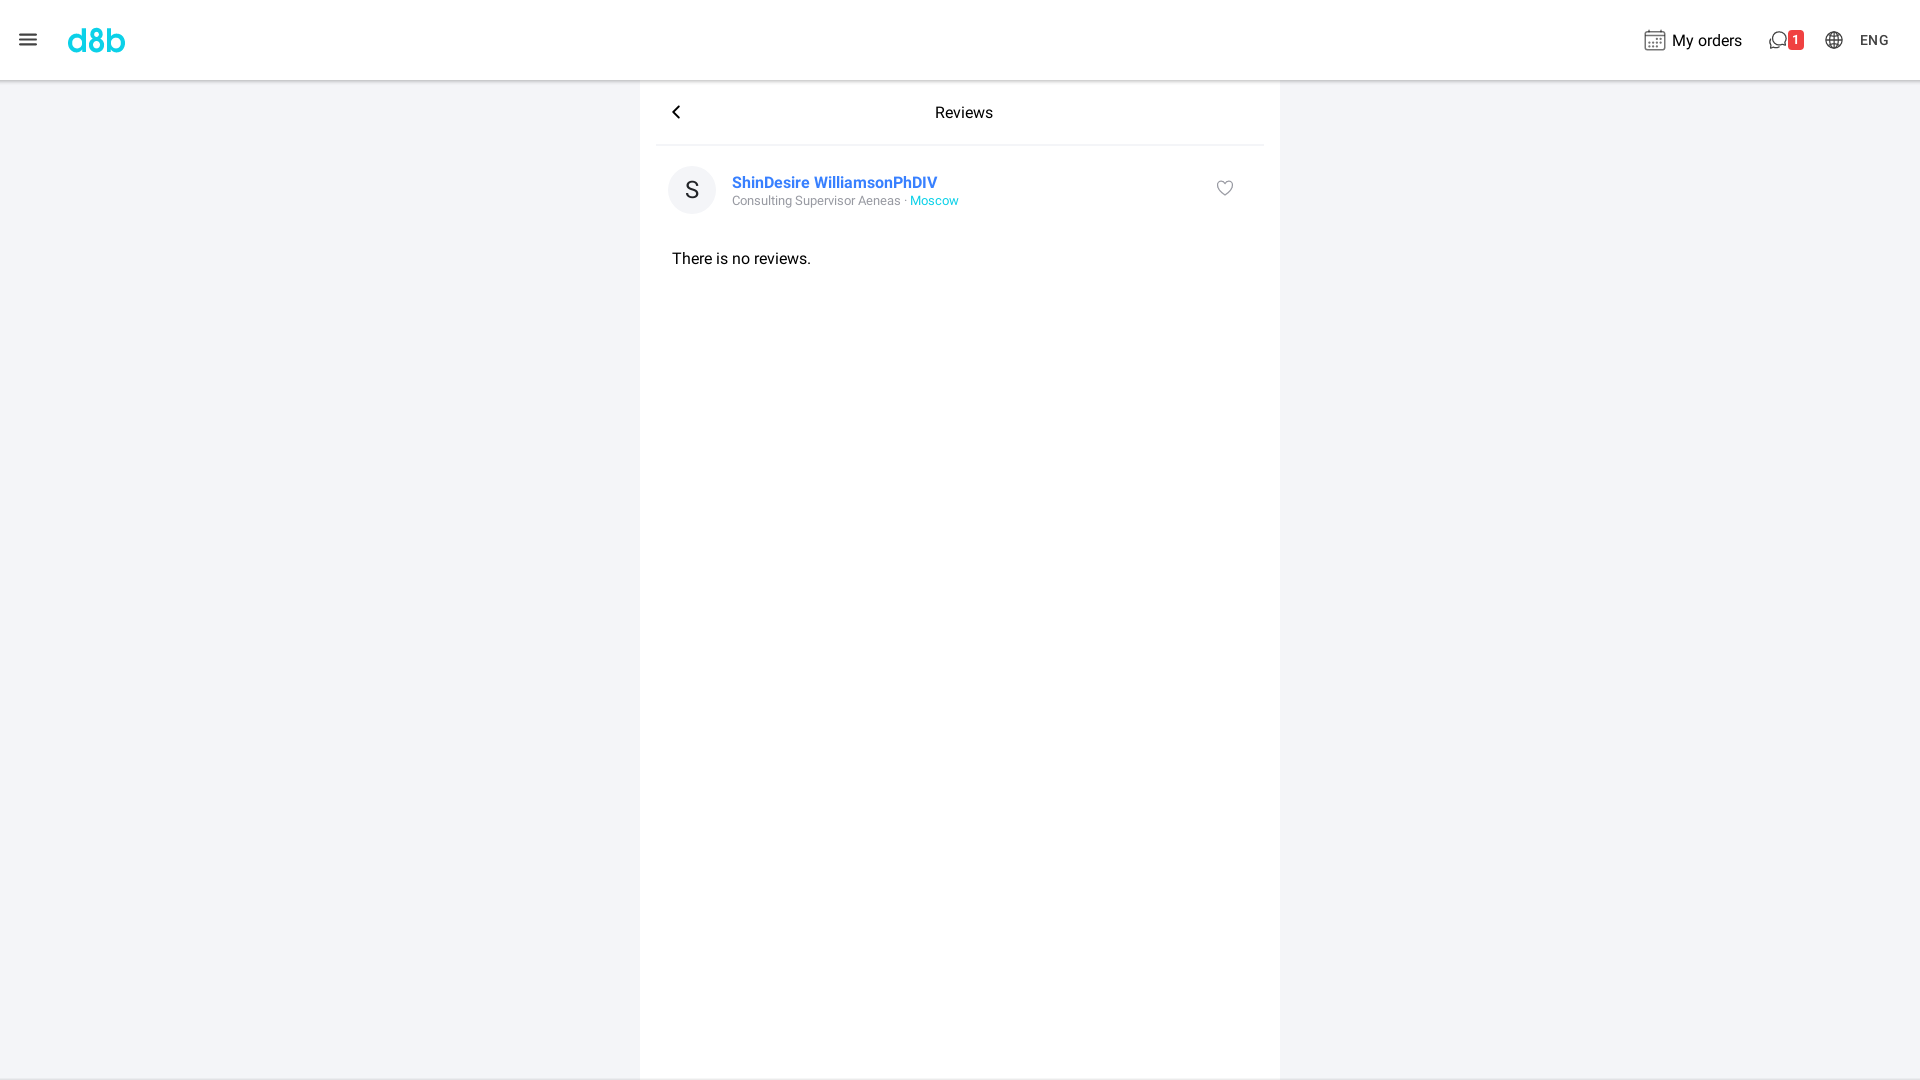 d8b
My orders
1
ENG
Reviews
S
ShinDesire WilliamsonPhDIV
Consulting Supervisor Aeneas · Moscow
There is no reviews.